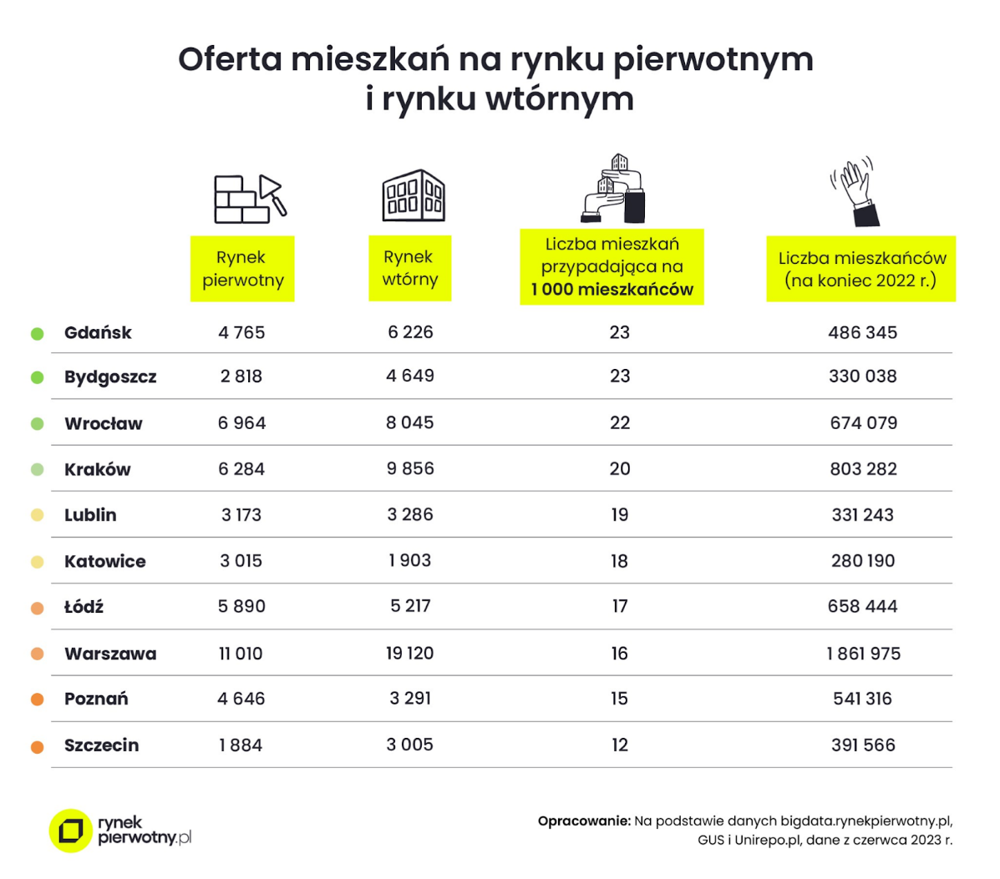 Oferta mieszkań na rynku pierwotnym
i rynku wtórnym
Rynek
pierwotny
Rynek
wtórny
Liczba mieszkań
przypadająca na
1 000 mieszkańców
Liczba mieszkańców
(na koniec 2022 r.)
Gdańsk 4 765 6 226 23 486 345
Bydgoszcz 2 818 4 649 23 330 038
Wrocław 6 964 8 045 22 674 079
Kraków 6 284 9 856 20 803 282
Lublin 3 173 3 286 19 331 243
Katowice 3 015 1 903 18 280 190
Łódź 5 890 5 217 17 658 444
Warszawa 11 010 19 120 16 1 861 975
Poznań 4 646 3 291 15 541 316
Szczecin 1 884 3 005 12 391 566
rynek
pierwotny.pl
Opracowanie: Na podstawie danych bigdata.rynekpierwotny.pl,
GUS i Unirepo.pl, dane z czerwca 2023 r.